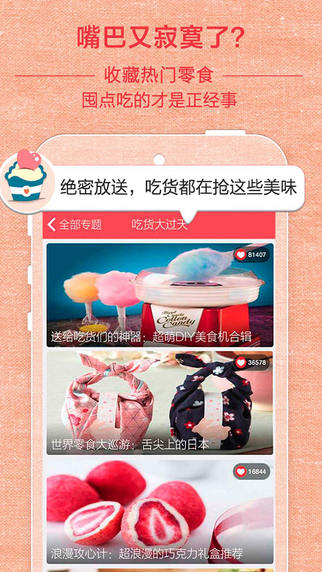 嘴巴又寂寞了?
收藏热门零食
囤点吃的才是正经事
绝密放送，吃货都在抢这些美味
全部专题
吃货大过天
81407
Cotton
Candy
送给吃货们的神器：超萌DIY美食机合辑
36578
世界零食大巡游：舌尖上的日本
16844
浪漫攻心计：超浪漫的巧克力礼盒推荐